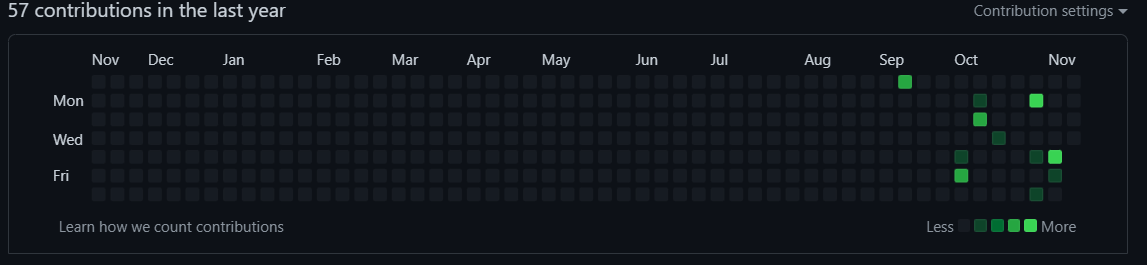 57 contributions in the last year
Contribution settings
Nov Dec Jan Feb Mar Apr May Jun Jul Aug Sep Oct Nov
Mon
Wed
Fri
Learn how we count contributions
Less More